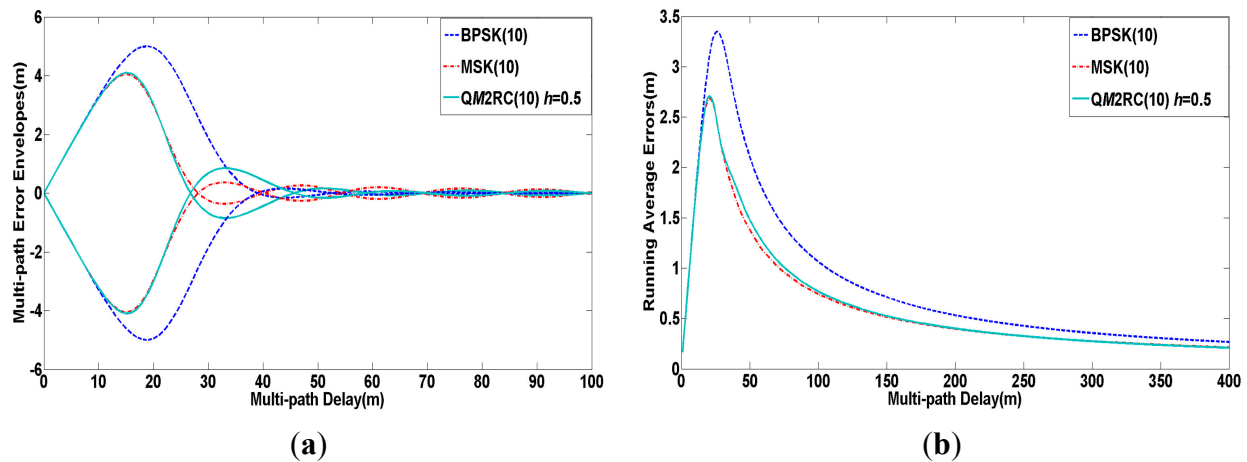 6
4
2
0
-2
-4
-6
0
10
20
30
40
50
60
70
80
90
100
Multi-path Error Envelopes(m)
Multi-path Delay(m)
BPSK(10)
MSK(10)
QM2RC(10) h=0.5
(a)
3.5
3
2.5
2
1.5
1
0.5
0
0
50
100
150
200
250
300
350
400
Running Average Errors(m)
Multi-path Delay(m)
BPSK(10)
MSK(10)
QM2RC(10) h=0.5
(b)